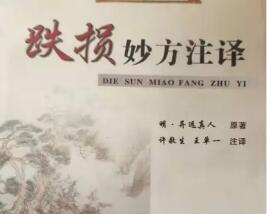 跌损妙方注译
DIE SUN MIAO FANG ZHU YI
明·异远真人 原著
许敬生 王单一 注译